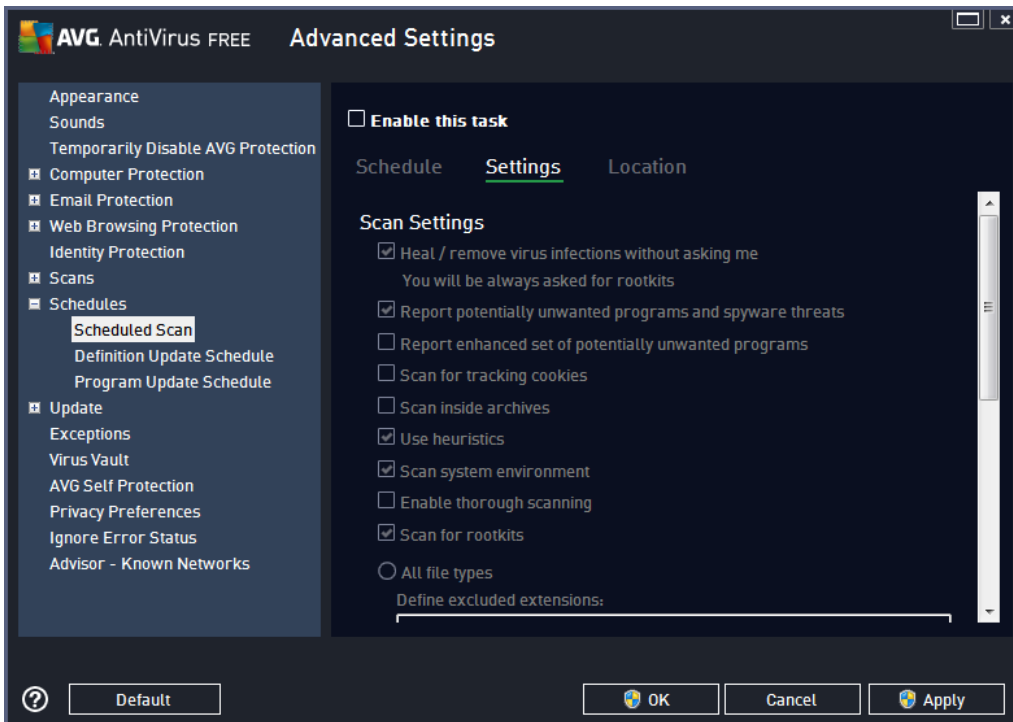 AVG. AntiVirus FREE Advanced Settings
Appearance
Sounds
Temporarily Disable AVG Protection
Computer Protection
Email Protection
Web Browsing Protection
Identity Protection
Scans
Schedules
Scheduled Scan
Definition Update Schedule
Program Update Schedule
Update
Exceptions
Virus Vault
AVG Self Protection
Privacy Preferences
Ignore Error Status
Advisor - Known Networks
Enable this task
Schedule Settings Location
Scan Settings
Heal / remove virus infections without asking me
You will be always asked for rootkits
Report potentially unwanted programs and spyware threats
Report enhanced set of potentially unwanted programs
Scan for tracking cookies
Scan inside archives
Use heuristics
Scan system environment
Enable thorough scanning
Scan for rootkits
All file types
Define excluded extensions:
? Default OK Cancel Apply